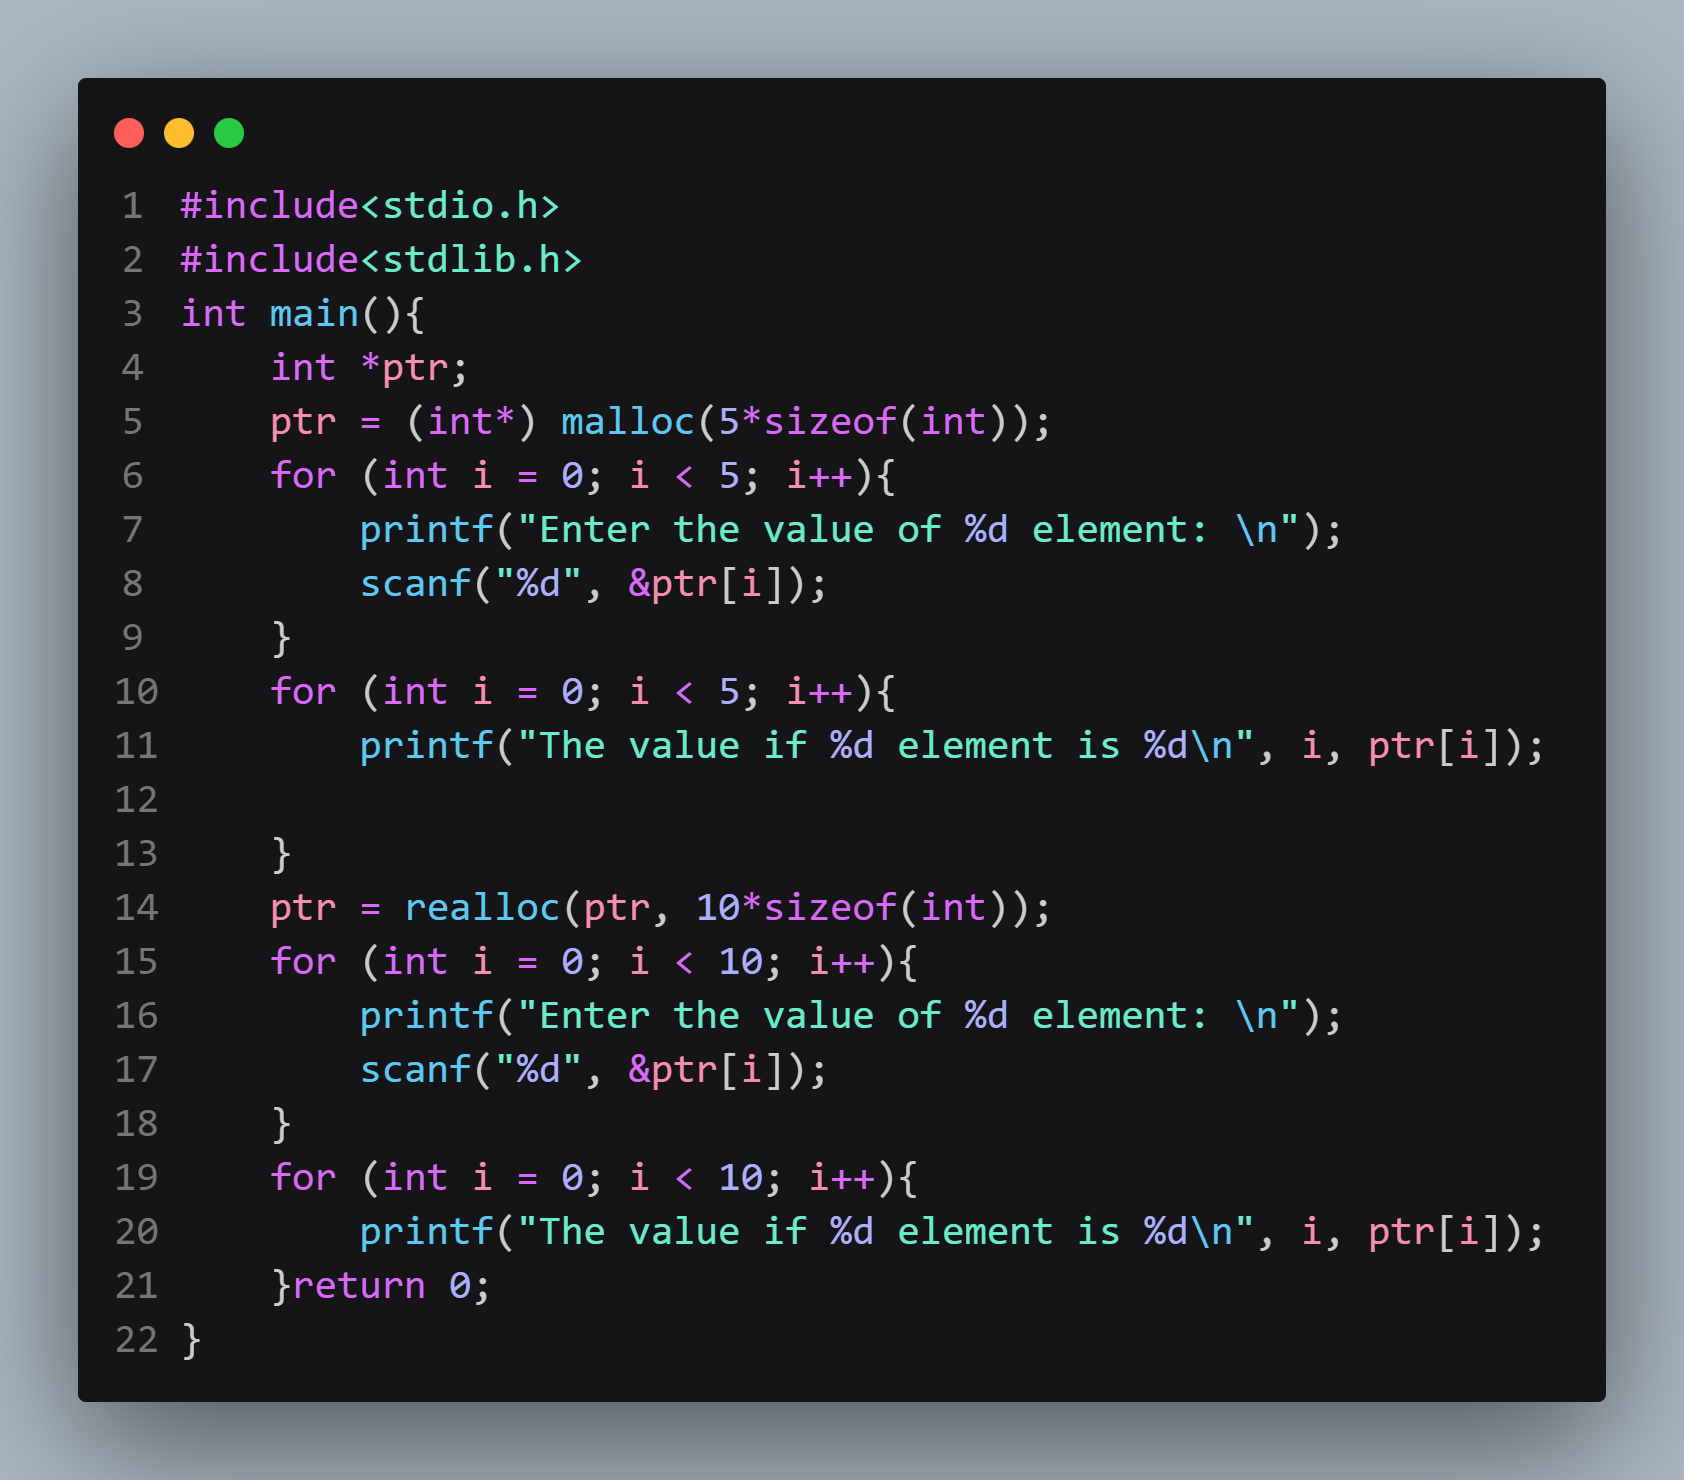 1 #include<stdio.h>
2 #include<stdlib.h>
3 int main(){
4     int *ptr;
5     ptr = (int*) malloc(5*sizeof(int));
6     for (int i = 0; i < 5; i++){
7         printf("Enter the value of %d element: \n");
8         scanf("%d", &ptr[i]);
9     }
10     for (int i = 0; i < 5; i++){
11         printf("The value if %d element is %d\n", i, ptr[i]);
12
13     }
14     ptr = realloc(ptr, 10*sizeof(int));
15     for (int i = 0; i < 10; i++){
16         printf("Enter the value of %d element: \n");
17         scanf("%d", &ptr[i]);
18     }
19     for (int i = 0; i < 10; i++){
20         printf("The value if %d element is %d\n", i, ptr[i]);
21     }return 0;
22 }